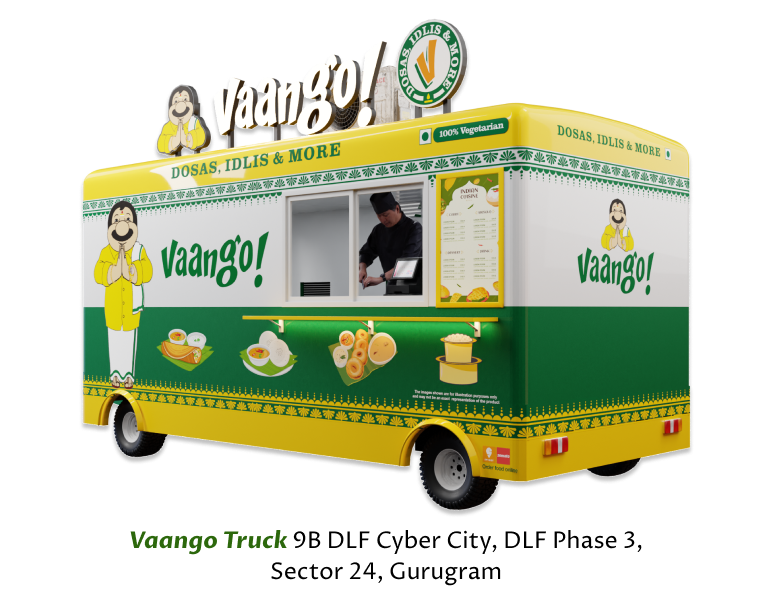 Vaango!
DOSAS, IDLIS & MORE
V
DOSAS, IDLIS & MORE
100% Vegetarian
DOSAS, IDLIS & MORE
Vaango!
INDIAN
CUISINE
Vaango!
The images shown are for illustration purposes only
and may not be an exact representation of the product
Order food online
Vaango Truck 9B DLF Cyber City, DLF Phase 3,
Sector 24, Gurugram